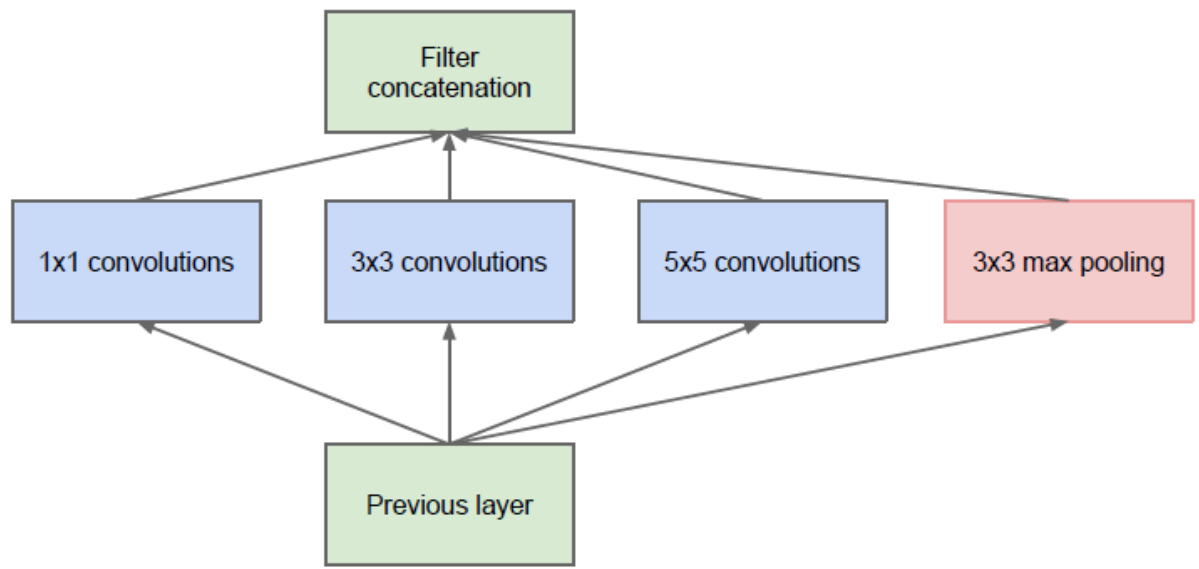 Filter
concatenation
1x1 convolutions
3x3 convolutions
5x5 convolutions
3x3 max pooling
Previous layer